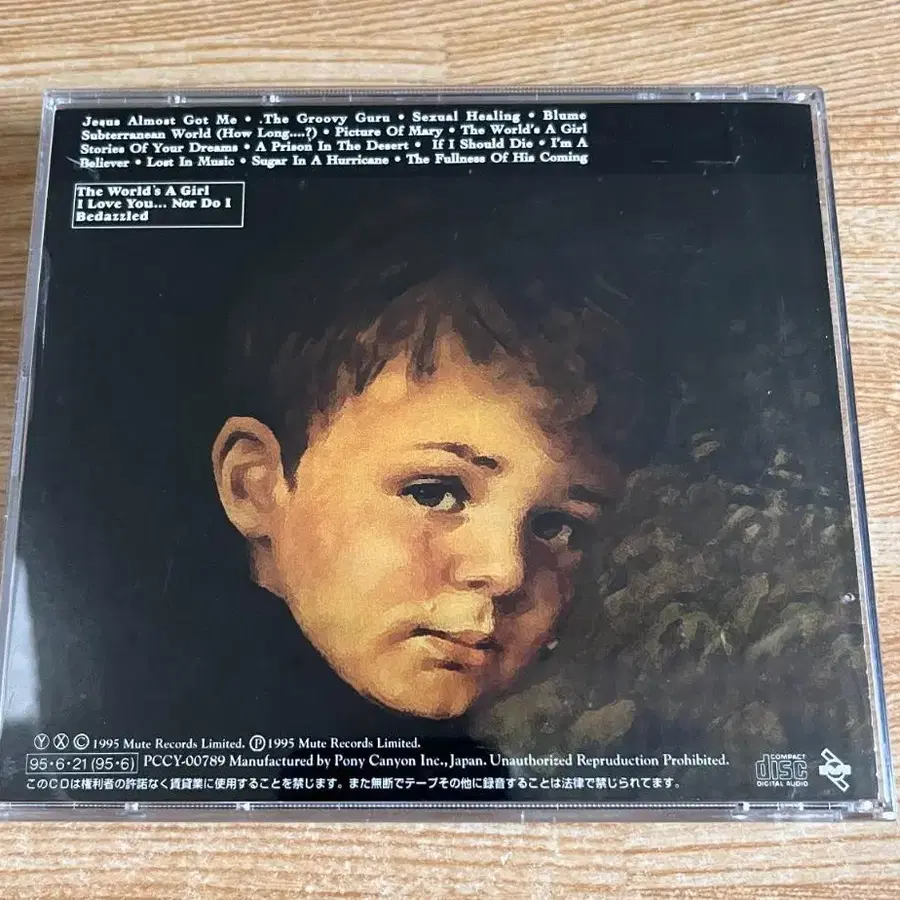 Jesus Almost Got Me • .The Groovy Guru • Sexual Healing • Blume
Subterranean World (How Long....?) • Picture Of Mary • The World's A Girl
Stories Of Your Dreams • A Prison In The Desert • If I Should Die • I'm A
Believer • Lost In Music • Sugar In A Hurricane • The Fullness Of His Coming
The World's A Girl
I Love You... Nor Do I
Bedazzled
Ⓨ Ⓧ © 1995 Mute Records Limited. Ⓟ 1995 Mute Records Limited.
95・6・21 (95・6) PCCY-00789 Manufactured by Pony Canyon Inc., Japan. Unauthorized Repruduction Prohibited.
このCDは権利者の許諾なく賃貸業に使用することを禁じます。また無断でテープその他に録音することは法律で禁じられてます。
COMPACT
disc
DIGITAL AUDIO